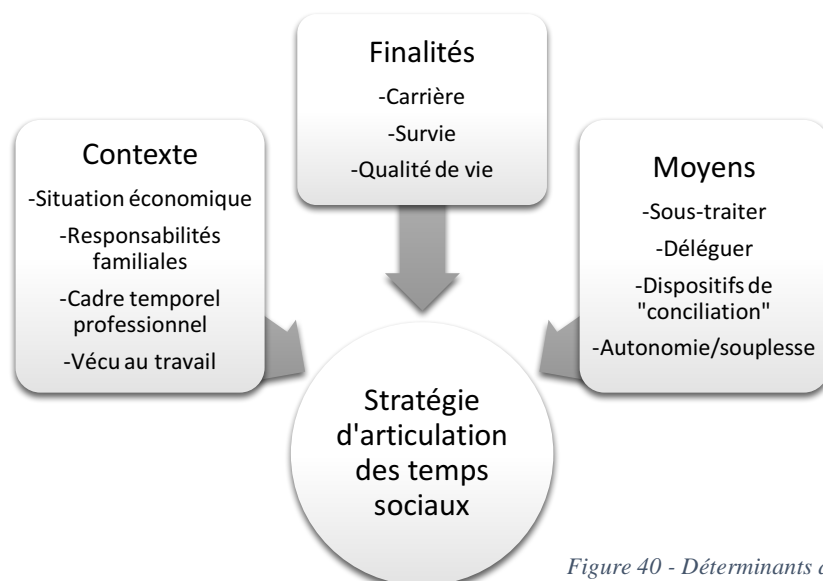 Finalités
-Carrière
-Survie
-Qualité de vie
Contexte
-Situation économique
-Responsabilités
familiales
-Cadre temporel
professionnel
-Vécu au travail
Moyens
-Sous-traiter
-Déléguer
-Dispositifs de
"conciliation"
-Autonomie/souplesse
Stratégie
d'articulation
des temps
sociaux
Figure 40 - Déterminants